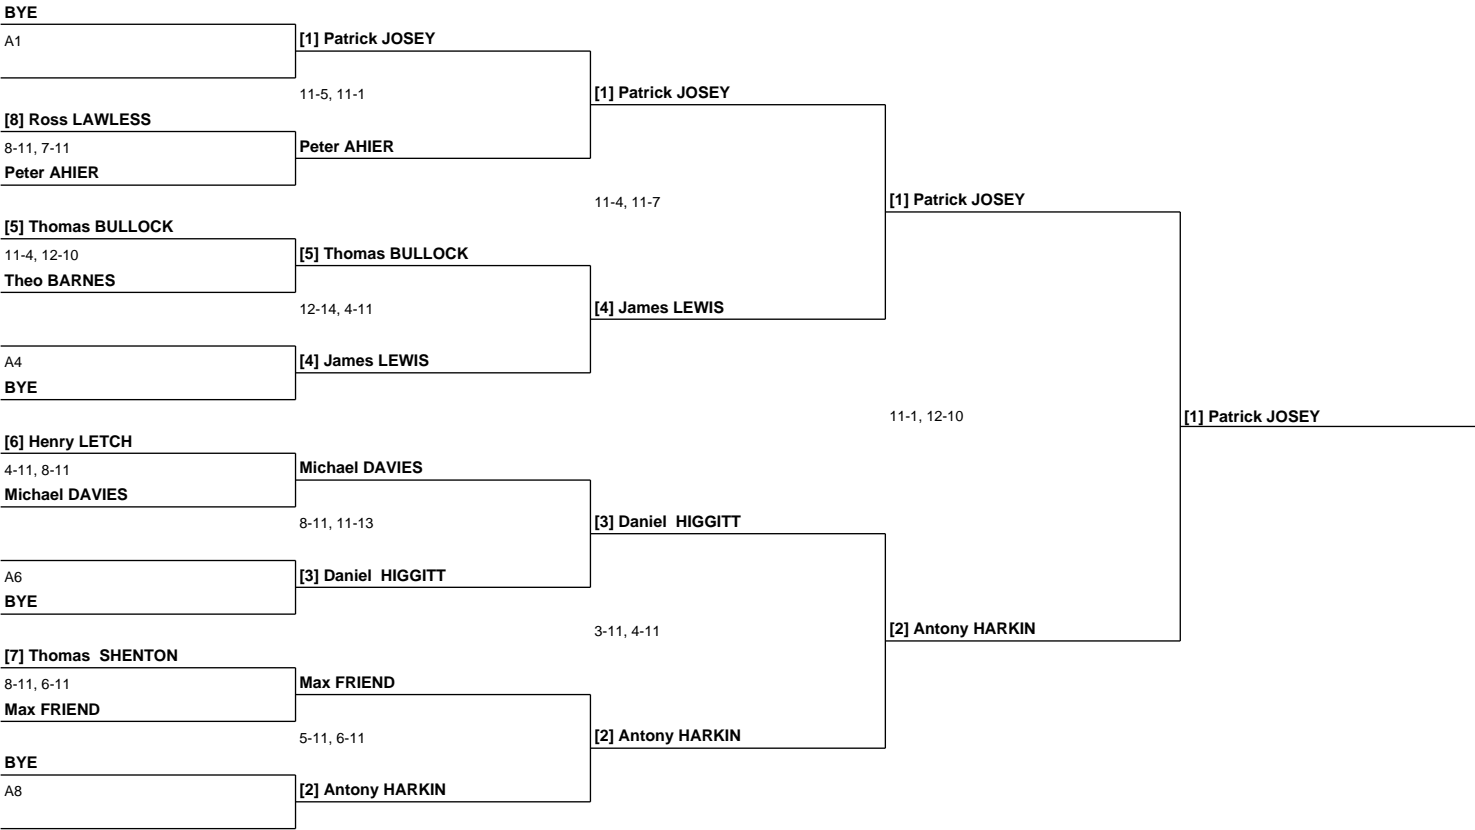 BYE
A1
[1] Patrick JOSEY
11-5, 11-1
[1] Patrick JOSEY
[8] Ross LAWLESS
8-11, 7-11
Peter AHIER
Peter AHIER
11-4, 11-7
[1] Patrick JOSEY
[5] Thomas BULLOCK
11-4, 12-10
[5] Thomas BULLOCK
Theo BARNES
12-14, 4-11
[4] James LEWIS
A4
[4] James LEWIS
BYE
11-1, 12-10
[1] Patrick JOSEY
[6] Henry LETCH
4-11, 8-11
Michael DAVIES
Michael DAVIES
8-11, 11-13
[3] Daniel  HIGGITT
A6
[3] Daniel  HIGGITT
BYE
3-11, 4-11
[2] Antony HARKIN
[7] Thomas  SHENTON
8-11, 6-11
Max FRIEND
Max FRIEND
5-11, 6-11
[2] Antony HARKIN
BYE
A8
[2] Antony HARKIN